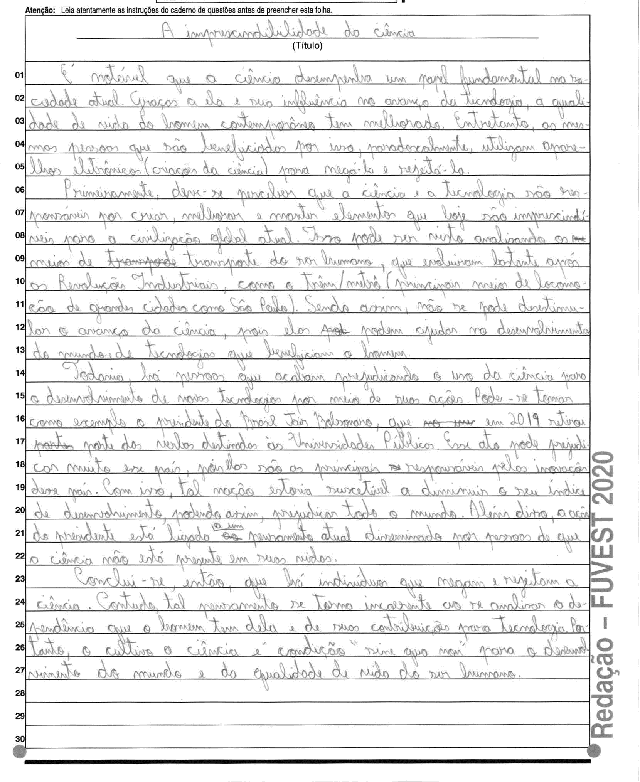 Atenção: Leia atentamente as instruções do caderno de questões antes de preencher esta folha.
A imprescindibilidade da ciência
(Título)
01 É notável que a ciência desempenha um papel fundamental na so-
02 ciedade atual. Graças a ela e sua influência no avanço da tecnologia, a quali-
03 dade de vida do homem contemporâneo tem melhorado. Entretanto, as mes-
04 mas pessoas que são beneficiadas por isso, paradoxalmente, utilizam apare-
05 lhos eletrônicos (criações da ciência) para negá-la e rejeitá-la.
06 Primeiramente, deve-se perceber que a ciência e a tecnologia são res-
07 ponsáveis por criar, melhorar e manter elementos que hoje são imprescindí-
08 veis para a civilização global atual. Isso pode ser visto analisando os
09 meios de transporte do ser humano, que evoluíram bastante após
10 as Revoluções Industriais, como o trem/metrô (principais meios de locomo-
11 ção de grandes cidades como São Paulo). Sendo assim, não se pode desestimu-
12 lar o avanço da ciência, pois elas podem ajudar no desenvolvimento
13 do mundo de tecnologias que beneficiam o homem.
14 Todavia há pessoas que acabam prejudicando o uso da ciência para
15 o desenvolvimento de novas tecnologias por meio de suas ações. Pode-se tomar
16 como exemplo o presidente do Brasil Jair Bolsonaro, que em 2019 retirou
17 parte das verbas destinadas às Universidades Públicas. Esse ato pode prejudi-
18 car muito esse país, pois elas são as principais responsáveis pelas inovações
19 desse país. Com isso, tal nação estaria suscetível a diminuir o seu índice
20 de desenvolvimento podendo assim, prejudicar todo o mundo. Além disso, a ação
21 do presidente está ligada a um pensamento atual disseminado por pessoas de que
22 a ciência não está presente em suas vidas.
23 Conclui-se, então, que há indivíduos que negam e rejeitam a
24 ciência. Contudo, tal pensamento se torna incoerente ao se analisar a de-
25 pendência que o homem tem dela e de suas contribuições para tecnologia. Por-
26 tanto, o cultivo a ciência e condição "sine qua non" para o desenvol-
27 vimento do mundo e da qualidade de vida do ser humano.
28
29
30
Redação – FUVEST 2020